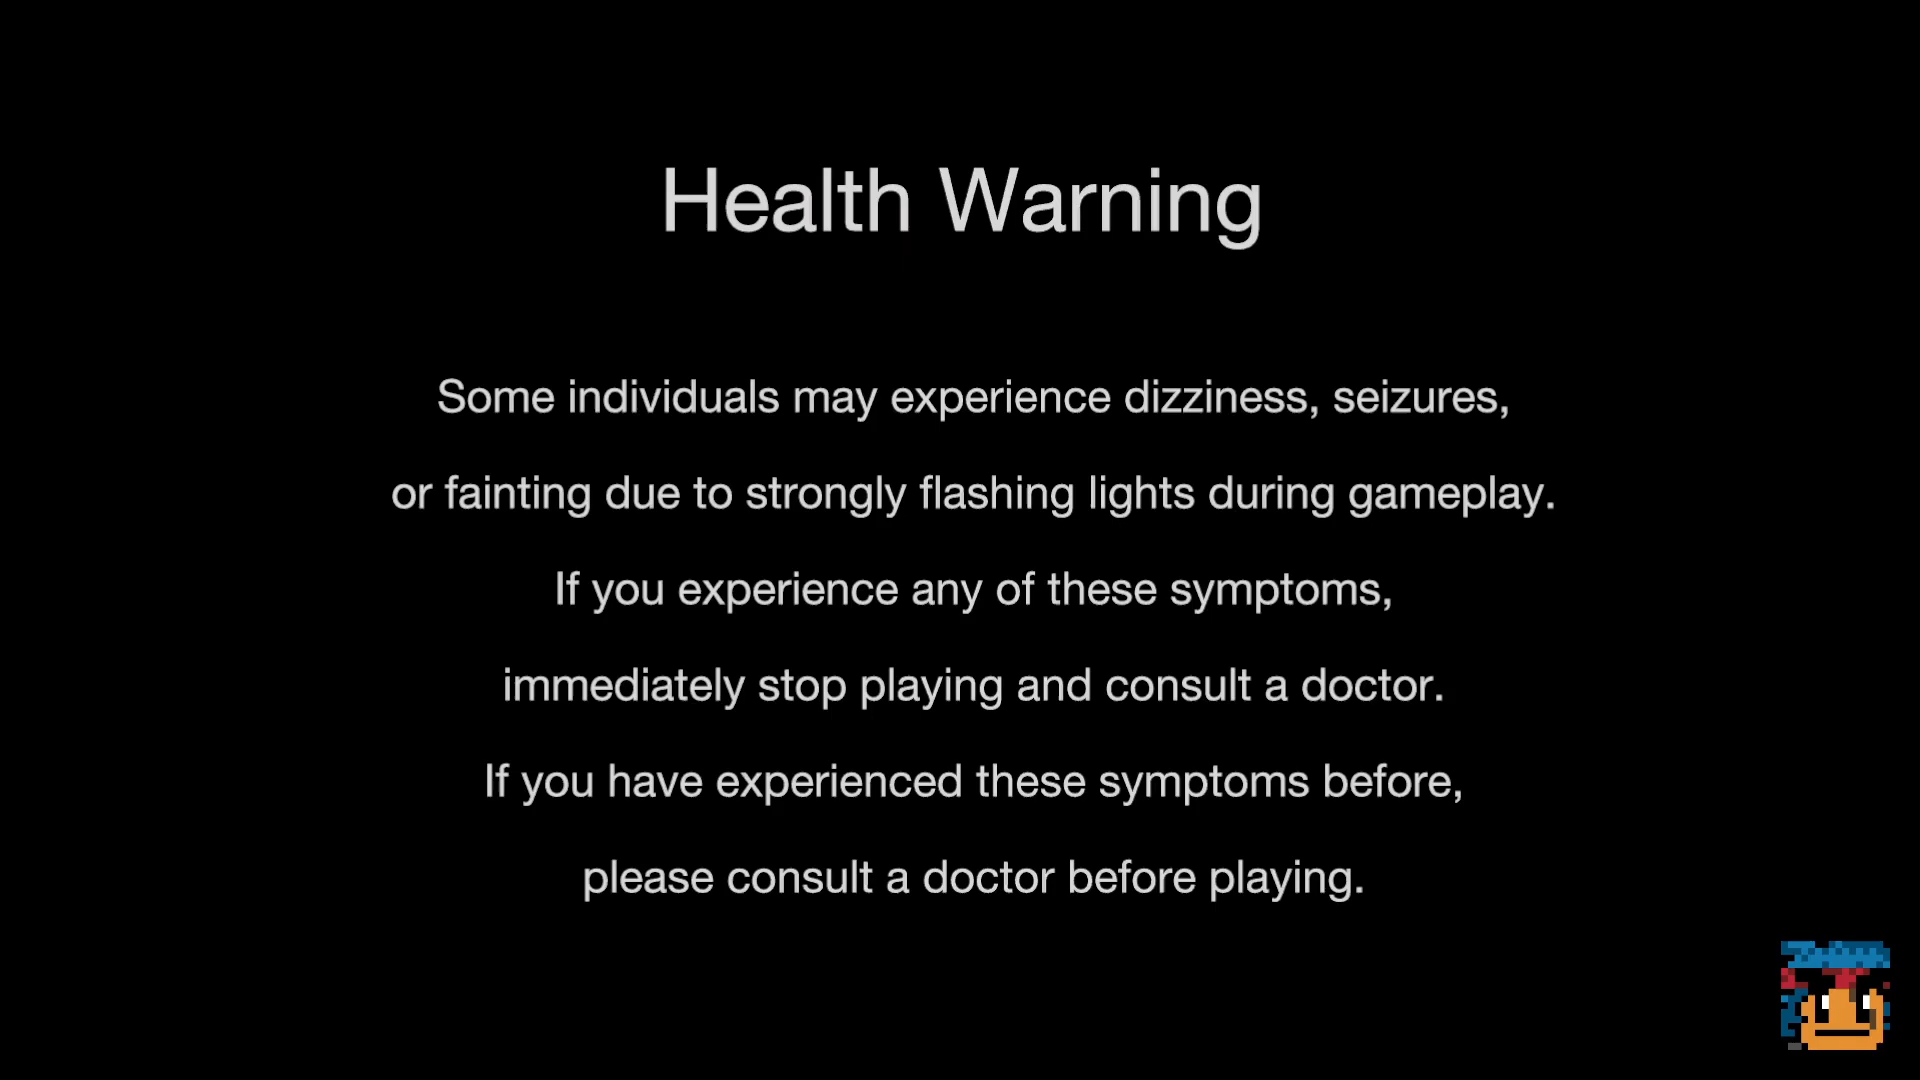 Health Warning
Some individuals may experience dizziness, seizures,
or fainting due to strongly flashing lights during gameplay.
If you experience any of these symptoms,
immediately stop playing and consult a doctor.
If you have experienced these symptoms before,
please consult a doctor before playing.